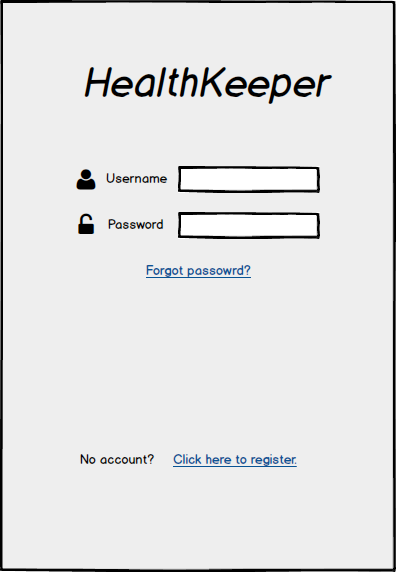 HealthKeeper
Username
Password
Forgot passowrd?
No account? Click here to register.